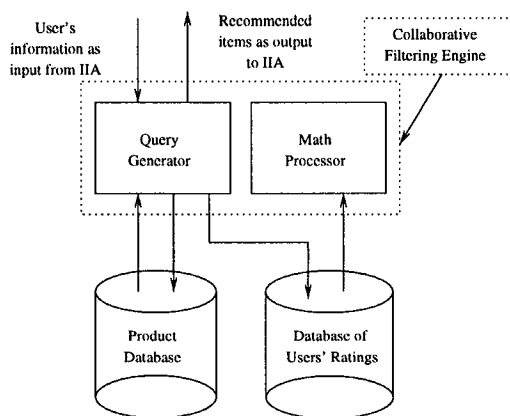 User's
information as
input from IIA
Recommended
items as output
to IIA
Collaborative
Filtering Engine
Query
Generator
Math
Processor
Product
Database
Database of
Users' Ratings